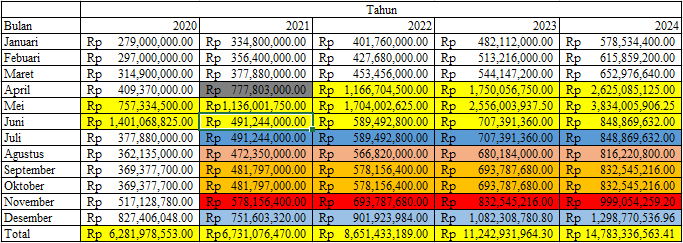 Tahun
Bulan 2020 2021 2022 2023 2024
Januari Rp 279,000,000.00 Rp 334,800,000.00 Rp 401,760,000.00 Rp 482,112,000.00 Rp 578,534,400.00
Febuari Rp 297,000,000.00 Rp 356,400,000.00 Rp 427,680,000.00 Rp 513,216,000.00 Rp 615,859,200.00
Maret Rp 314,900,000.00 Rp 377,880,000.00 Rp 453,456,000.00 Rp 544,147,200.00 Rp 652,976,640.00
April Rp 409,370,000.00 Rp 777,803,000.00 Rp 1,166,704,500.00 Rp 1,750,056,750.00 Rp 2,625,085,125.00
Mei Rp 757,334,500.00 Rp 1,136,001,750.00 Rp 1,704,002,625.00 Rp 2,556,003,937.50 Rp 3,834,005,906.25
Juni Rp 1,401,068,825.00 Rp 491,244,000.00 Rp 589,492,800.00 Rp 707,391,360.00 Rp 848,869,632.00
Juli Rp 377,880,000.00 Rp 491,244,000.00 Rp 589,492,800.00 Rp 707,391,360.00 Rp 848,869,632.00
Agustus Rp 362,135,000.00 Rp 472,350,000.00 Rp 566,820,000.00 Rp 680,184,000.00 Rp 816,220,800.00
September Rp 369,377,700.00 Rp 481,797,000.00 Rp 578,156,400.00 Rp 693,787,680.00 Rp 832,545,216.00
Oktober Rp 369,377,700.00 Rp 481,797,000.00 Rp 578,156,400.00 Rp 693,787,680.00 Rp 832,545,216.00
November Rp 517,128,780.00 Rp 578,156,400.00 Rp 693,787,680.00 Rp 832,545,216.00 Rp 999,054,259.20
Desember Rp 827,406,048.00 Rp 751,603,320.00 Rp 901,923,984.00 Rp 1,082,308,780.80 Rp 1,298,770,536.96
Total Rp 6,281,978,553.00 Rp 6,731,076,470.00 Rp 8,651,433,189.00 Rp 11,242,931,964.30 Rp 14,783,336,563.41